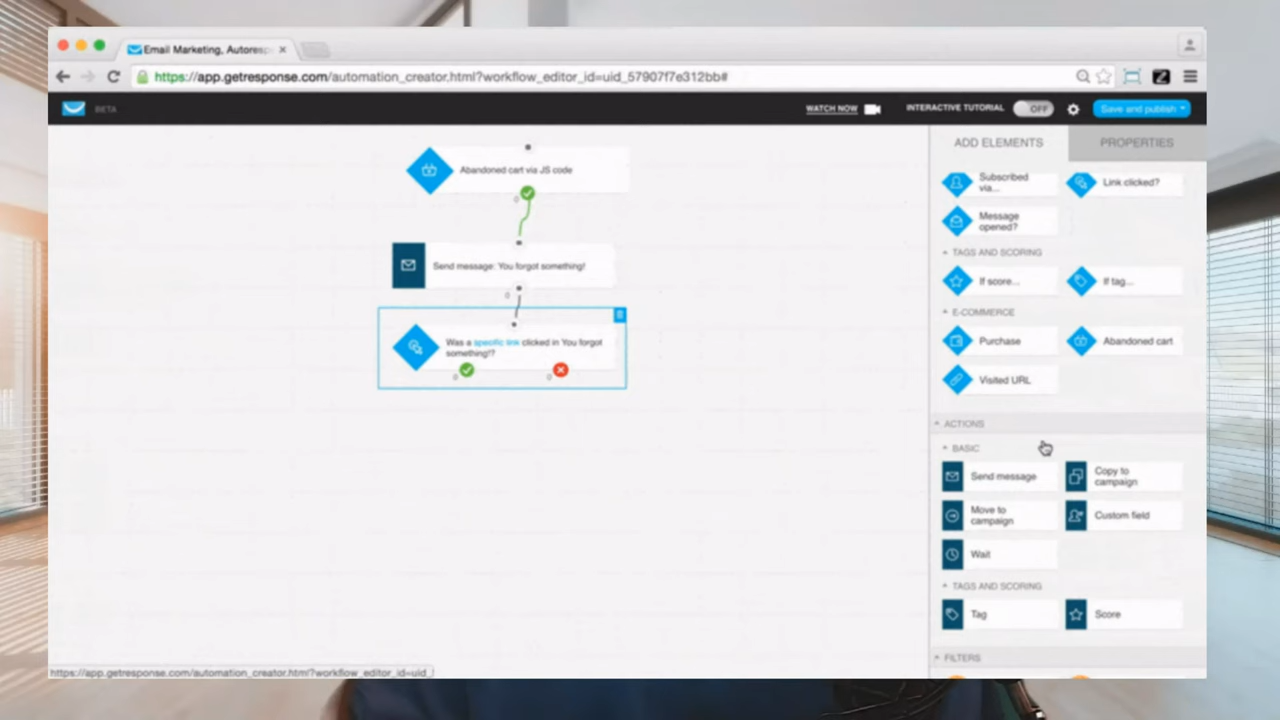 Email Marketing, Autoresp
https://app.getresponse.com/automation_creator.html?workflow_editor_id=uid_57907f7e312bb#
BETA
WATCH NOW
INTERACTIVE TUTORIAL
OFF
Save and publish
Abandoned cart via JS code
0
Send message: You forgot something!
0
Was a specific link clicked in You forgot
something!?
0
0
ADD ELEMENTS
PROPERTIES
Subscribed
via...
Link clicked?
Message
opened?
TAGS AND SCORING
If score...
If tag...
E-COMMERCE
Purchase
Abandoned cart
Visited URL
ACTIONS
BASIC
Send message
Copy to
campaign
Move to
campaign
Custom field
Wait
TAGS AND SCORING
Tag
Score
FILTERS
https://app.getresponse.com/automation_creator.html?workflow_editor_id=uid_